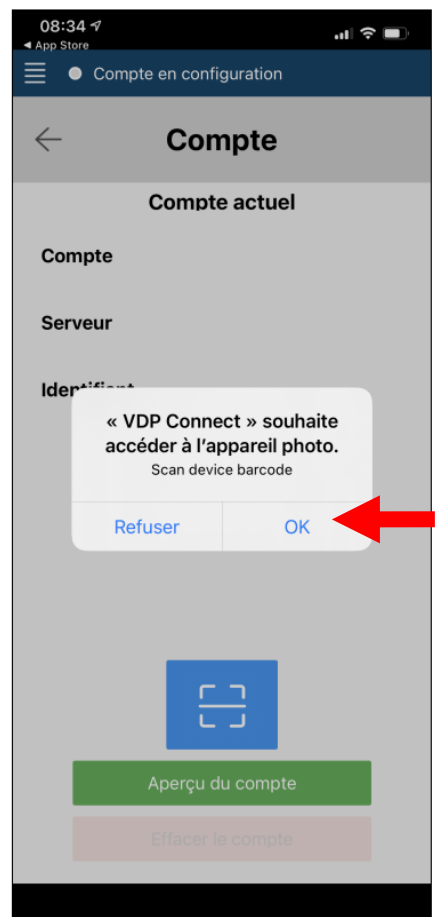 08:34
◀ App Store
Compte en configuration
Compte
Compte actuel
Compte
Serveur
Identifiant
« VDP Connect » souhaite
accéder à l'appareil photo.
Scan device barcode
Refuser
OK
Aperçu du compte
Effacer le compte